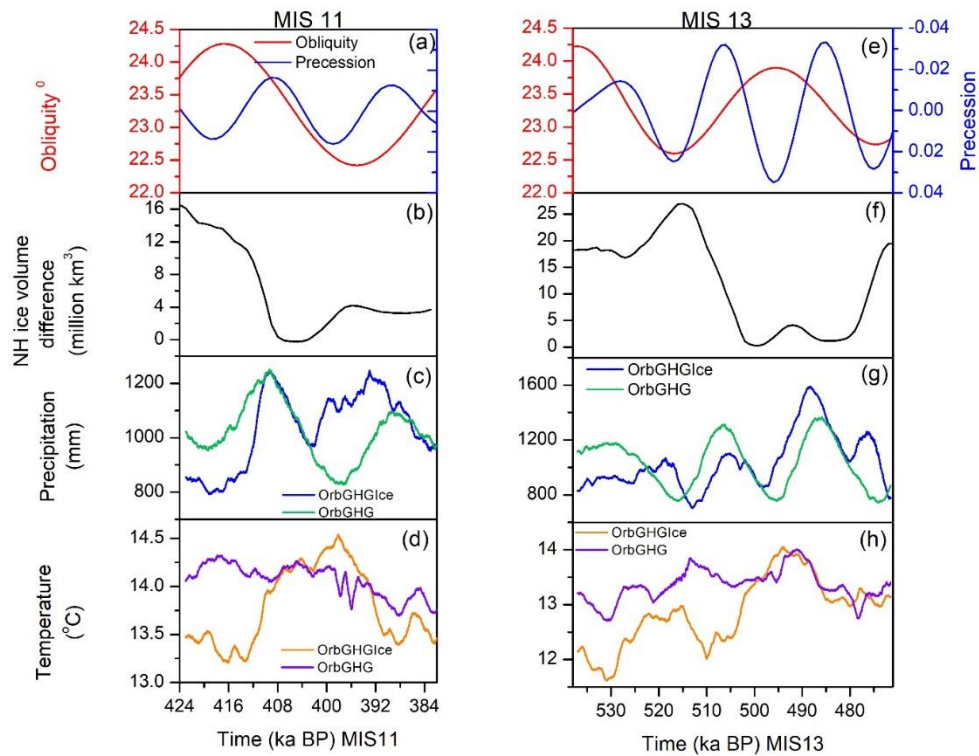 MIS 11
MIS 13
24.5
24.0
23.5
23.0
22.5
22.0
Obliquity 0
(a)
Obliquity
Precession
24.5
24.0
23.5
23.0
22.5
22.0
(e)
-0.04
-0.02
0.00
0.02
0.04
Precession
NH ice volume
difference
(million km3)
16
12
8
4
0
(b)
25
20
15
10
5
0
(f)
Precipitation
(mm)
1200
1000
800
(c)
OrbGHGIce
OrbGHG
1600
1200
800
(g)
OrbGHGIce
OrbGHG
Temperature
(oC)
14.5
14.0
13.5
13.0
(d)
OrbGHGIce
OrbGHG
14
13
12
(h)
OrbGHGIce
OrbGHG
424 416 408 400 392 384
530 520 510 500 490 480
Time (ka BP) MIS11
Time (ka BP) MIS13